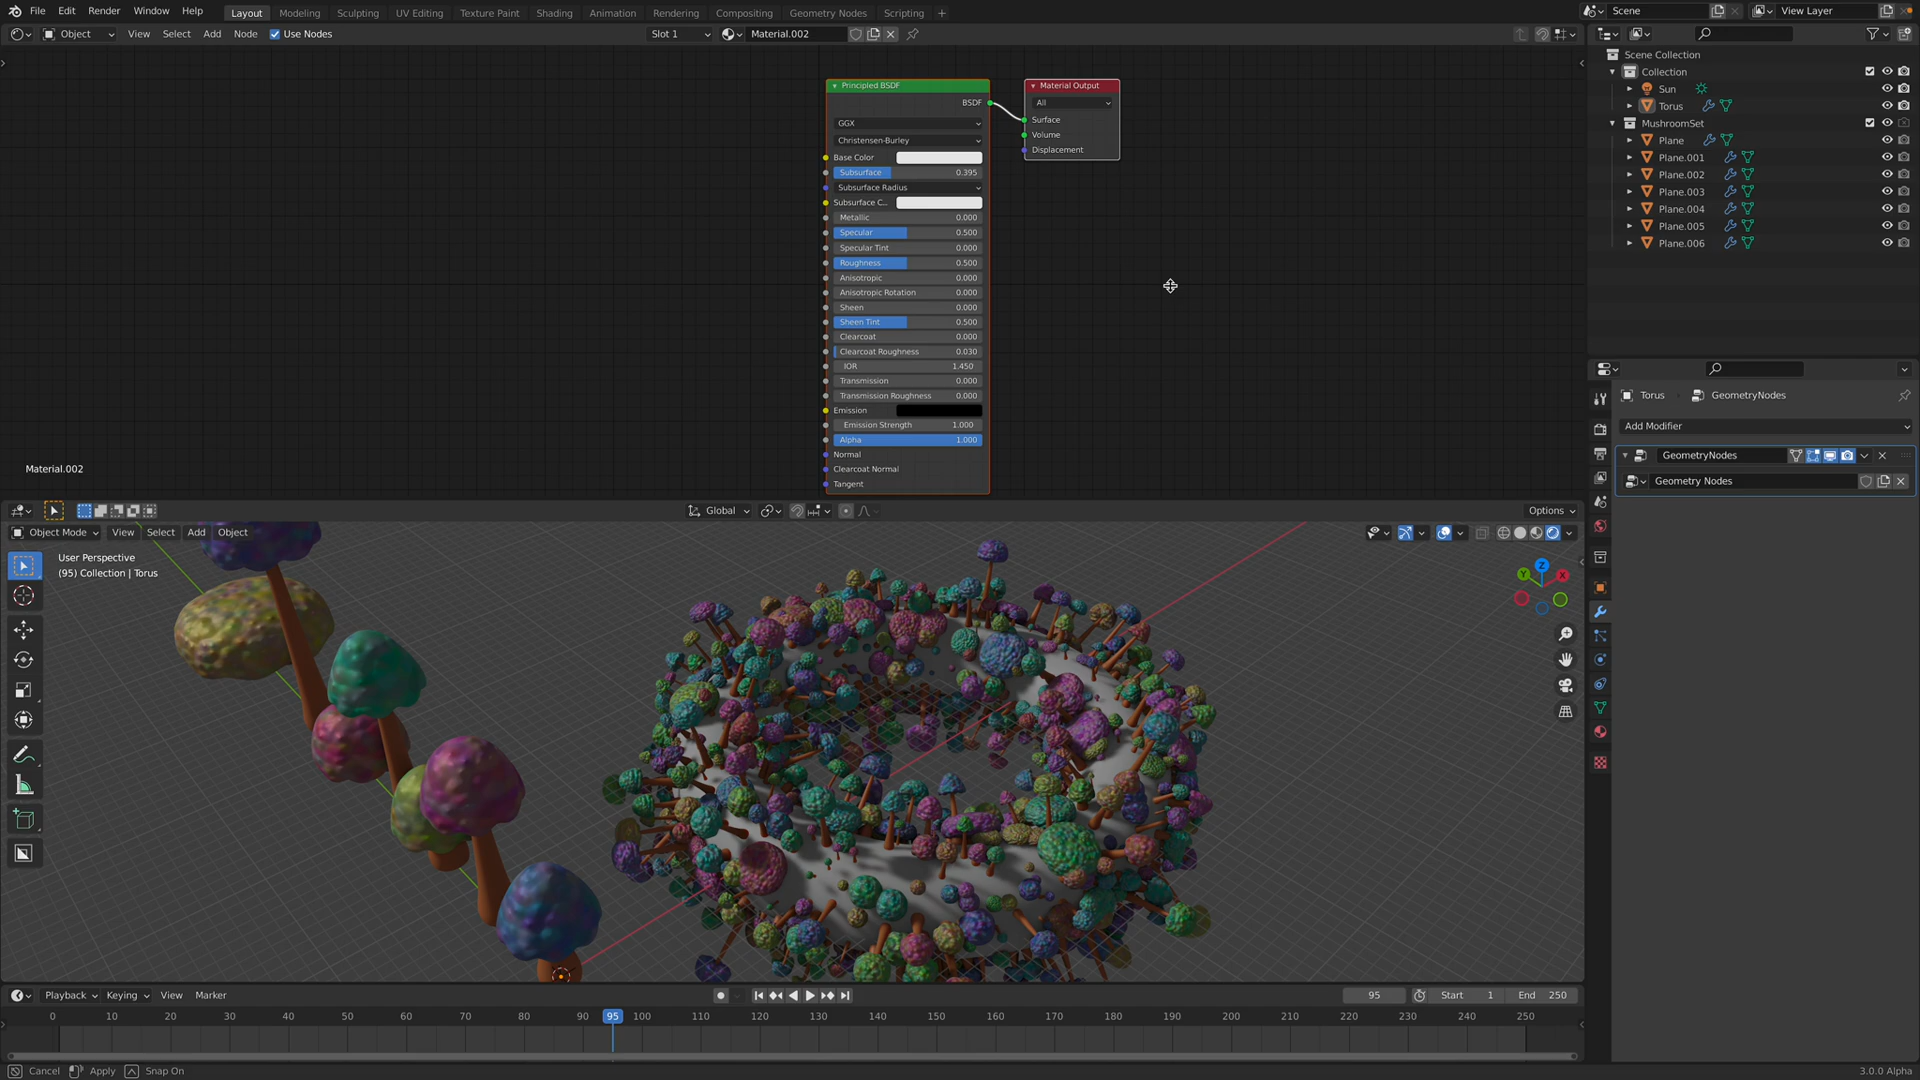 File Edit Render Window Help Layout Modeling Sculpting UV Editing Texture Paint Shading Animation Rendering Compositing Geometry Nodes Scripting + Scene View Layer
Object View Select Add Node Use Nodes Slot 1 Material.002
Principled BSDF
BSDF
GGX
Christensen-Burley
Base Color
Subsurface 0.395
Subsurface Radius
Subsurface C...
Metallic 0.000
Specular 0.500
Specular Tint 0.000
Roughness 0.500
Anisotropic 0.000
Anisotropic Rotation 0.000
Sheen 0.000
Sheen Tint 0.500
Clearcoat 0.000
Clearcoat Roughness 0.030
IOR 1.450
Transmission 0.000
Transmission Roughness 0.000
Emission
Emission Strength 1.000
Alpha 1.000
Normal
Clearcoat Normal
Tangent
Material Output
All
Surface
Volume
Displacement
Material.002
Scene Collection
Collection
Sun
Torus
MushroomSet
Plane
Plane.001
Plane.002
Plane.003
Plane.004
Plane.005
Plane.006
Torus GeometryNodes
Add Modifier
GeometryNodes
Geometry Nodes
Global Options
Object Mode View Select Add Object
User Perspective
(95) Collection | Torus
Z
Y X
Playback Keying View Marker 95 Start 1 End 250
0 10 20 30 40 50 60 70 80 90 95 100 110 120 130 140 150 160 170 180 190 200 210 220 230 240 250
Cancel Apply Snap On 3.0.0 Alpha